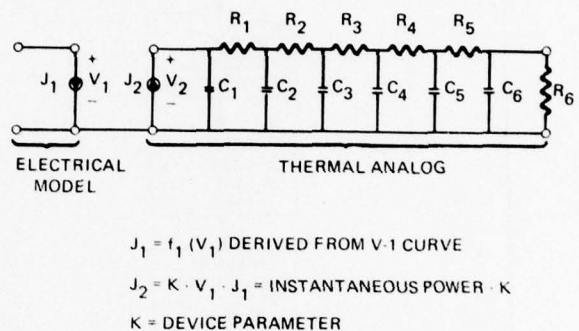 R1 R2 R3 R4 R5
+ +
J1 V1 J2 V2 C1 C2 C3 C4 C5 C6 R6
– –
ELECTRICAL MODEL THERMAL ANALOG
J1 = f1 (V1) DERIVED FROM V-1 CURVE
J2 = K · V1 · J1 = INSTANTANEOUS POWER · K
K = DEVICE PARAMETER